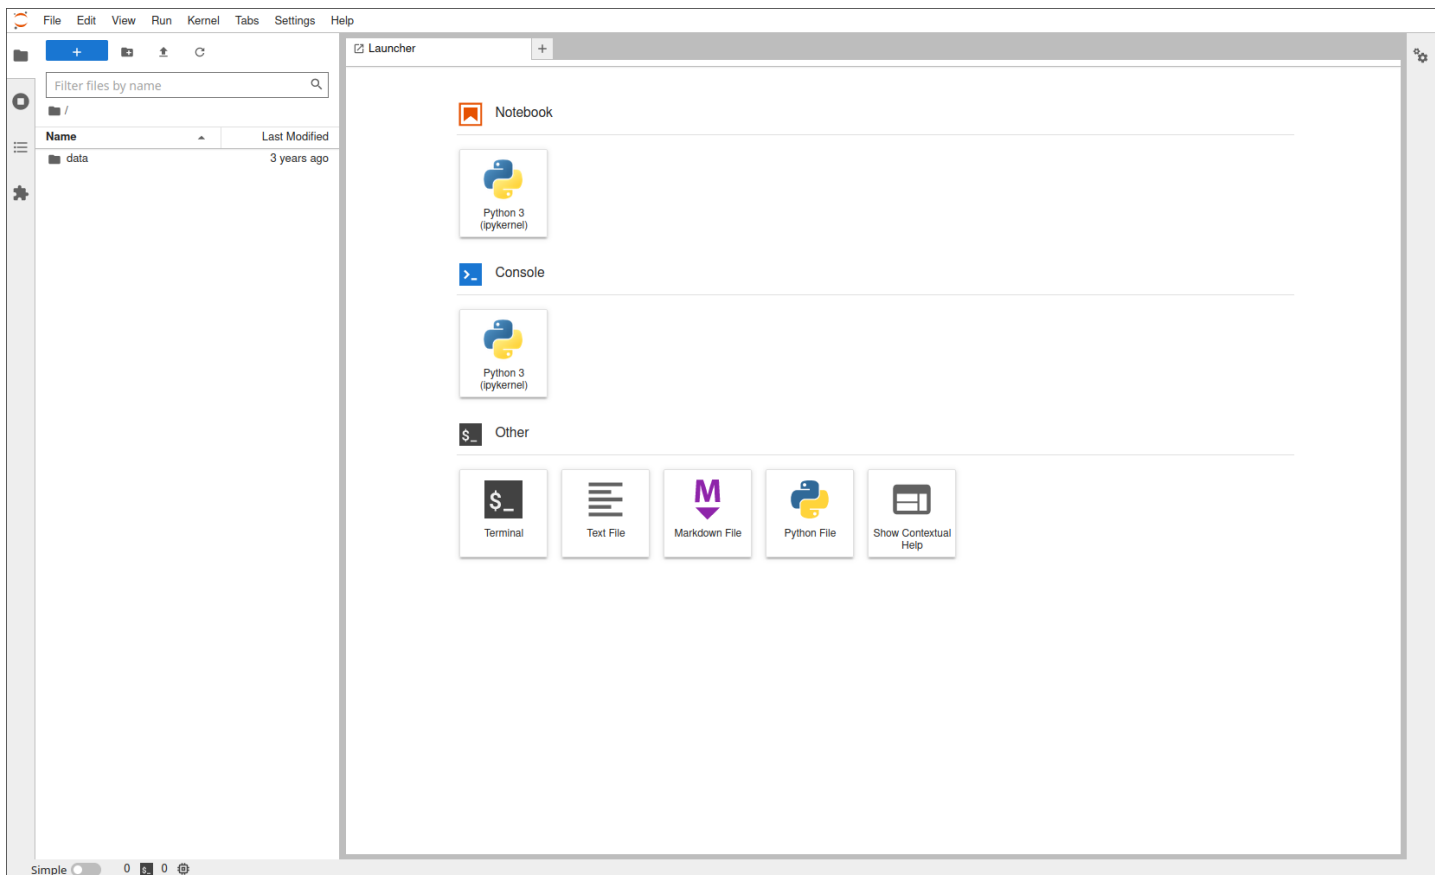 File Edit View Run Kernel Tabs Settings Help
+
Filter files by name
/
Name Last Modified
data 3 years ago
Launcher +
Notebook
Python 3
(ipykernel)
>_ Console
Python 3
(ipykernel)
$_ Other
$_
Terminal
Text File
M
Markdown File
Python File
Show Contextual
Help
Simple 0 $_ 0